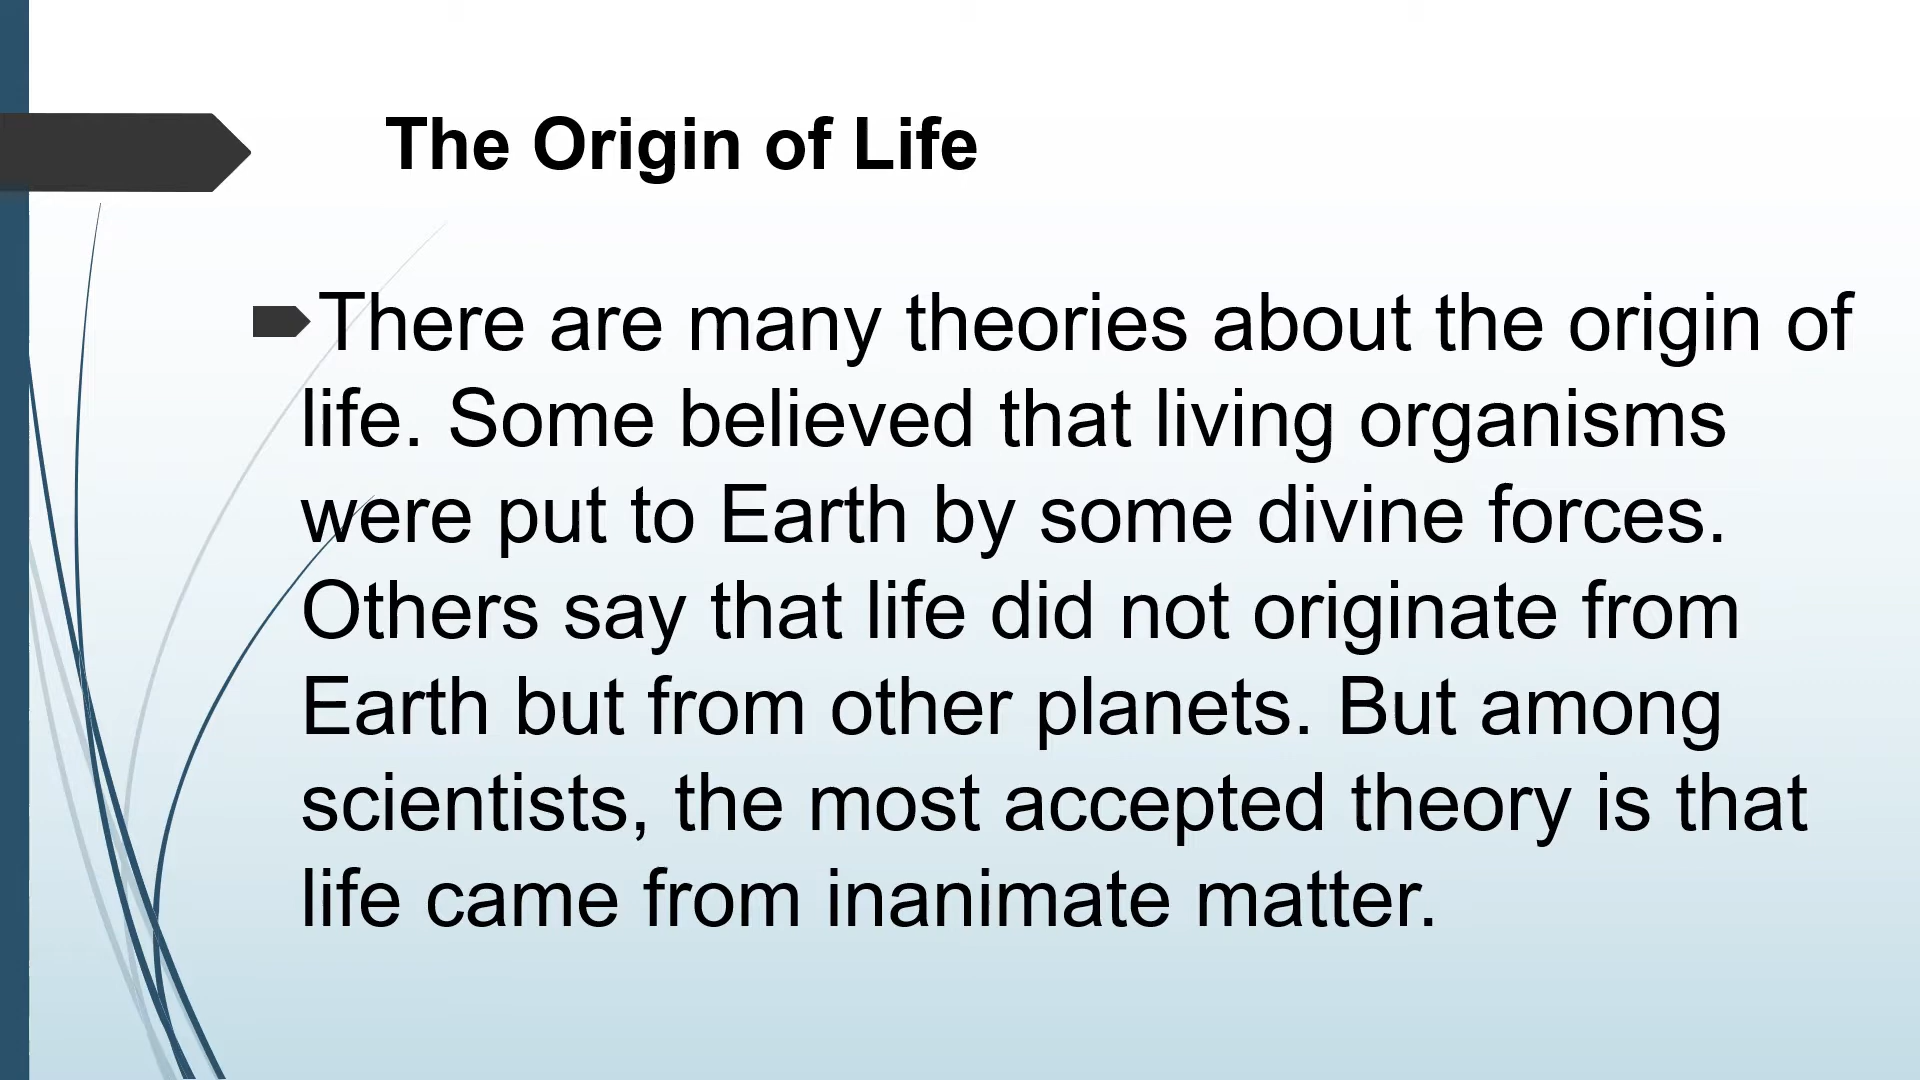 The Origin of Life
There are many theories about the origin of
life. Some believed that living organisms
were put to Earth by some divine forces.
Others say that life did not originate from
Earth but from other planets. But among
scientists, the most accepted theory is that
life came from inanimate matter.